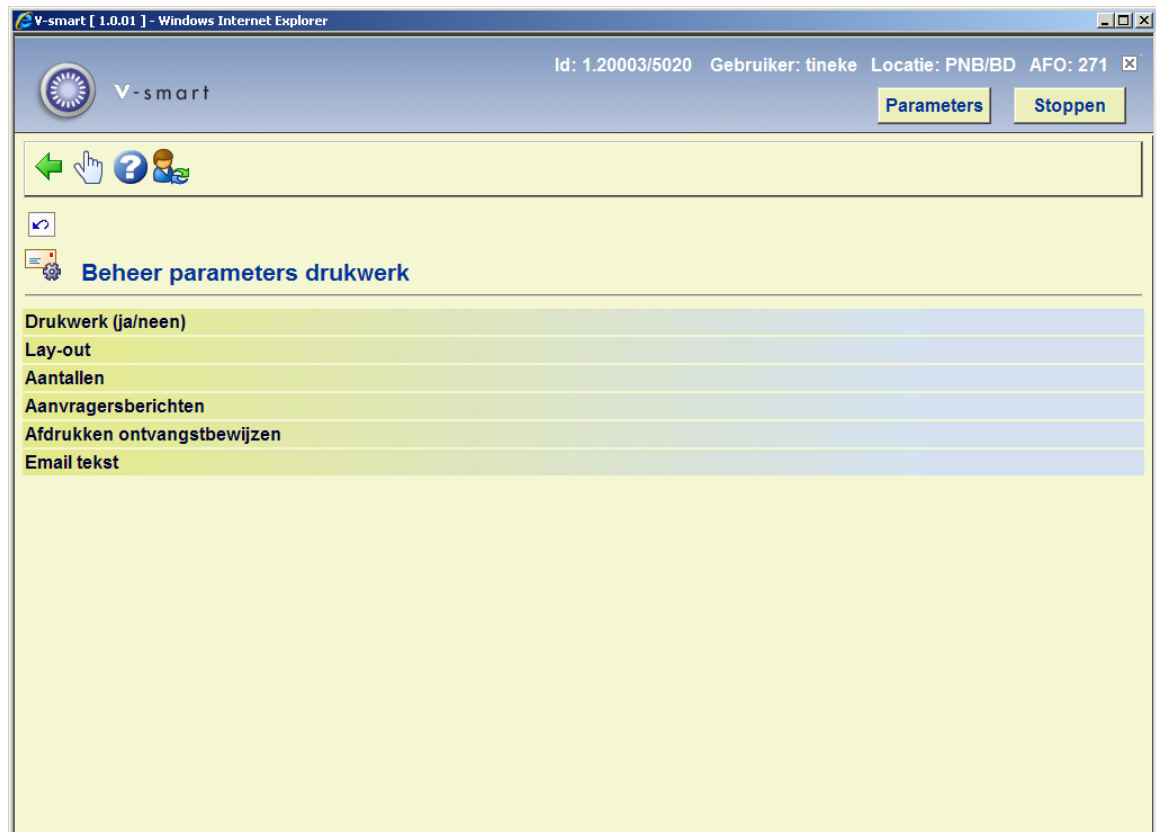 V-smart [ 1.0.01 ] - Windows Internet Explorer
Id: 1.20003/5020 Gebruiker: tineke Locatie: PNB/BD AFO: 271
V-smart
Parameters Stoppen
Beheer parameters drukwerk
Drukwerk (ja/neen)
Lay-out
Aantallen
Aanvragersberichten
Afdrukken ontvangstbewijzen
Email tekst